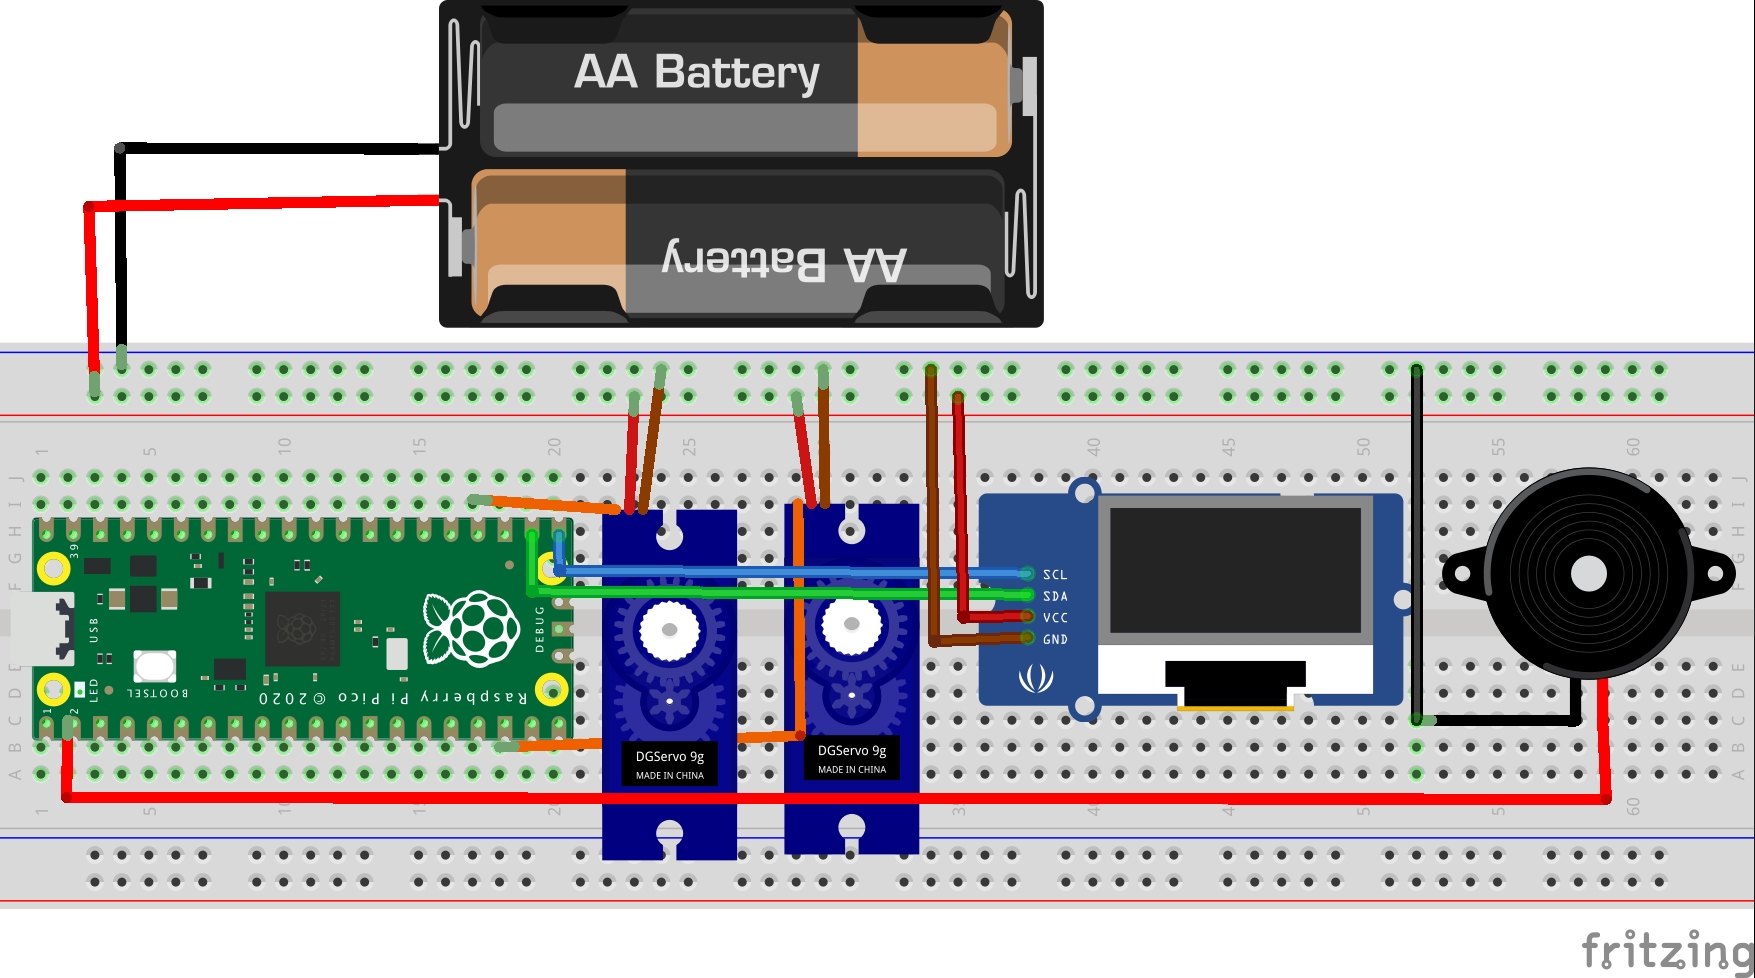 AA Battery
AA Battery
1 5 10 15 20 25 40 45 50 55 60
J I H G F
J I H G F
39
USB
DEBUG
BOOTSEL
LED
1 2
Raspberry Pi Pico © 2020
SCL
SDA
VCC
GND
E D C B A
E D C B A
DGServo 9g
MADE IN CHINA
DGServo 9g
MADE IN CHINA
1 5 10 15 20 35 40 45 50 55 60
fritzing